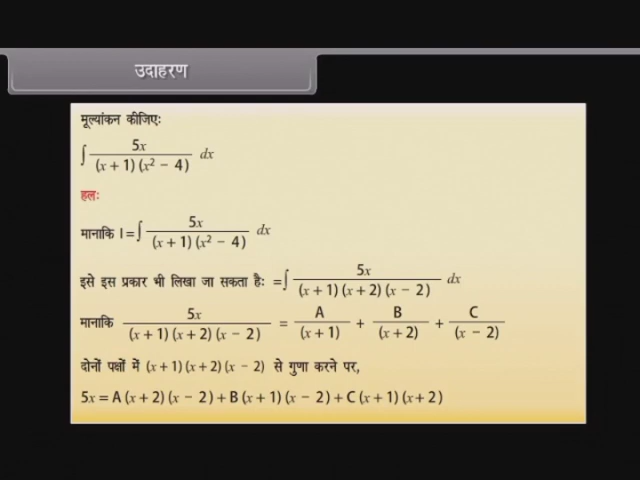 उदाहरण
मूल्यांकन कीजिएः
∫ 5x / (x + 1) (x² − 4) dx
हलः
मानाकि I = ∫ 5x / (x + 1) (x² − 4) dx
इसे इस प्रकार भी लिखा जा सकता हैः = ∫ 5x / (x + 1) (x + 2) (x − 2) dx
मानाकि 5x / (x + 1) (x + 2) (x − 2) = A / (x + 1) + B / (x + 2) + C / (x − 2)
दोनों पक्षों में (x + 1) (x + 2) (x − 2) से गुणा करने पर,
5x = A (x + 2) (x − 2) + B (x + 1) (x − 2) + C (x + 1) (x + 2)